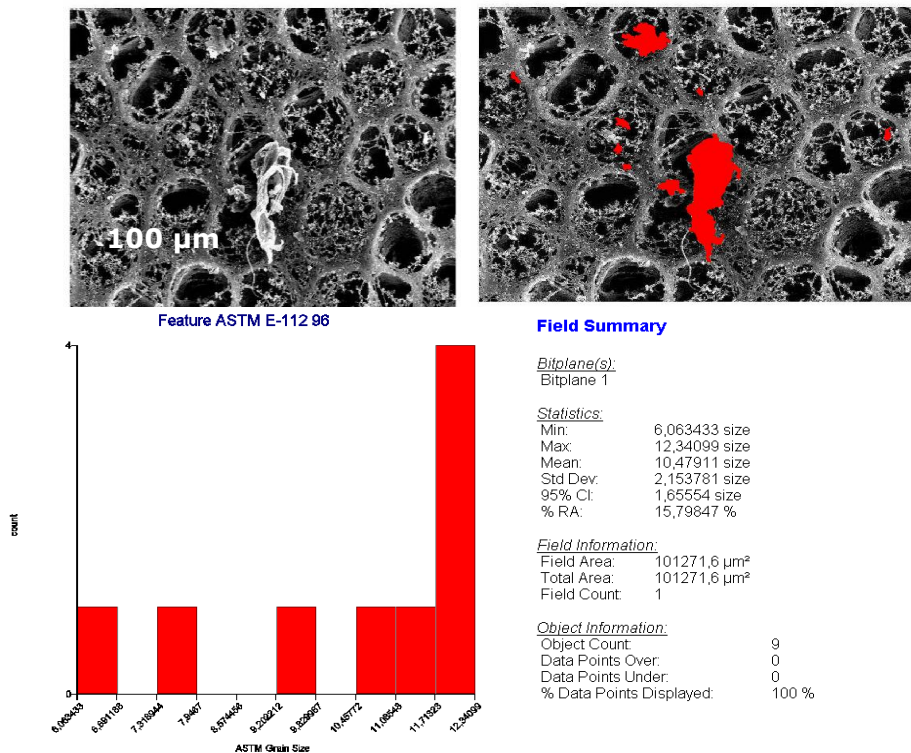 100 µm
Feature ASTM E-112 96
4
count
0
6,063433
6,691188
7,318944
7,9467
8,574456
9,202212
9,829967
10,45772
11,08548
11,71323
12,34099
ASTM Grain Size
Field Summary
Bitplane(s):
Bitplane 1
Statistics:
Min: 6,063433 size
Max: 12,34099 size
Mean: 10,47911 size
Std Dev: 2,153781 size
95% CI: 1,65554 size
% RA: 15,79847 %
Field Information:
Field Area: 101271,6 µm²
Total Area: 101271,6 µm²
Field Count: 1
Object Information:
Object Count: 9
Data Points Over: 0
Data Points Under: 0
% Data Points Displayed: 100 %